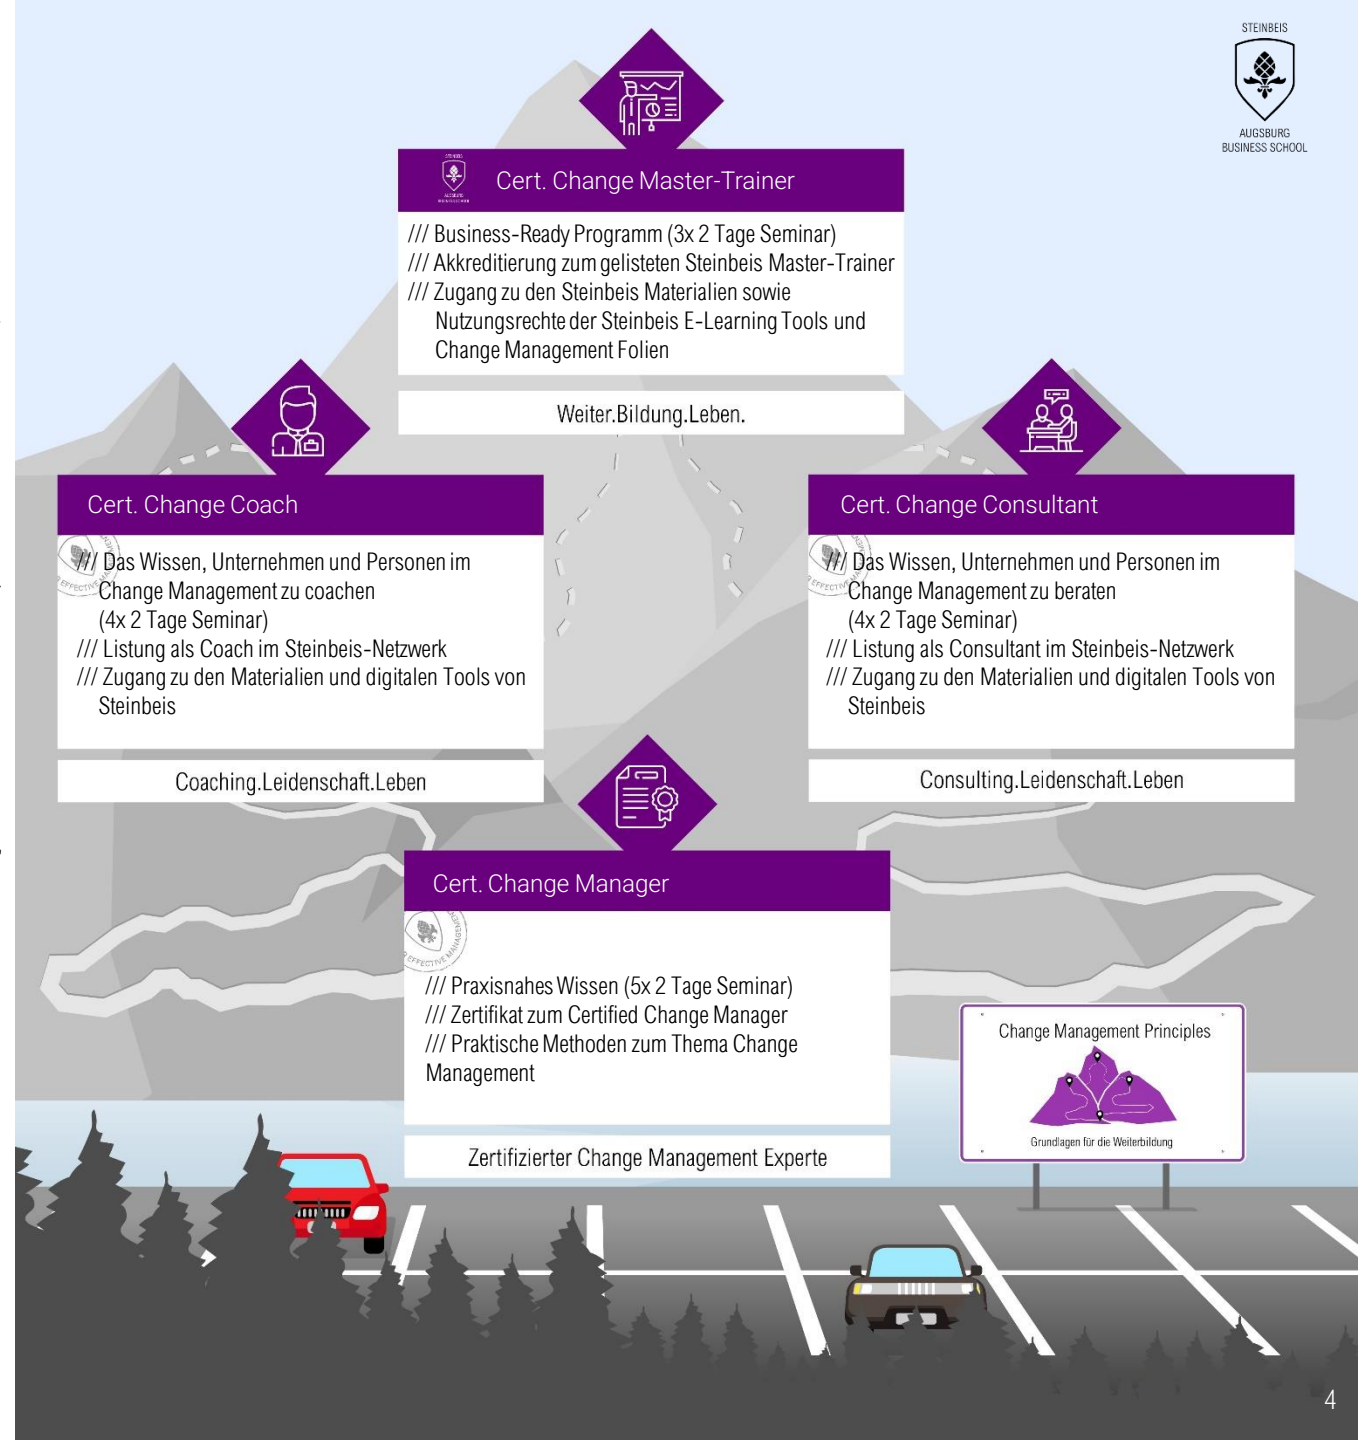 STEINBEIS
AUGSBURG
BUSINESS SCHOOL
STEINBEIS
AUGSBURG
BUSINESS SCHOOL
Cert. Change Master-Trainer
/// Business-Ready Programm (3x 2 Tage Seminar)
/// Akkreditierung zum gelisteten Steinbeis Master-Trainer
/// Zugang zu den Steinbeis Materialien sowie
Nutzungsrechte der Steinbeis E-Learning Tools und
Change Management Folien
Weiter.Bildung.Leben.
Cert. Change Coach
/// Das Wissen, Unternehmen und Personen im
Change Management zu coachen
(4x 2 Tage Seminar)
/// Listung als Coach im Steinbeis-Netzwerk
/// Zugang zu den Materialien und digitalen Tools von
Steinbeis
Coaching.Leidenschaft.Leben
Cert. Change Consultant
/// Das Wissen, Unternehmen und Personen im
Change Management zu beraten
(4x 2 Tage Seminar)
/// Listung als Consultant im Steinbeis-Netzwerk
/// Zugang zu den Materialien und digitalen Tools von
Steinbeis
Consulting.Leidenschaft.Leben
Cert. Change Manager
EFFECTIVE MANAGEMENT
/// Praxisnahes Wissen (5x 2 Tage Seminar)
/// Zertifikat zum Certified Change Manager
/// Praktische Methoden zum Thema Change
Management
Zertifizierter Change Management Experte
Change Management Principles
Grundlagen für die Weiterbildung
4